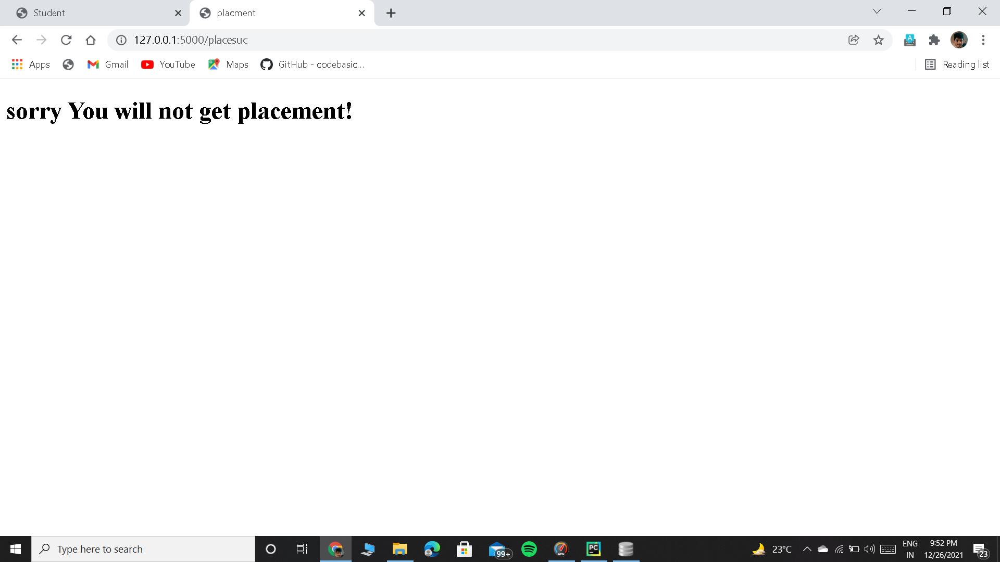 Student
placment
127.0.0.1:5000/placesuc
A
Apps
Gmail
YouTube
Maps
GitHub - codebasic...
Reading list
sorry You will not get placement!
Type here to search
99+
WPM
PC
23°C
ENG
IN
9:52 PM
12/26/2021
23